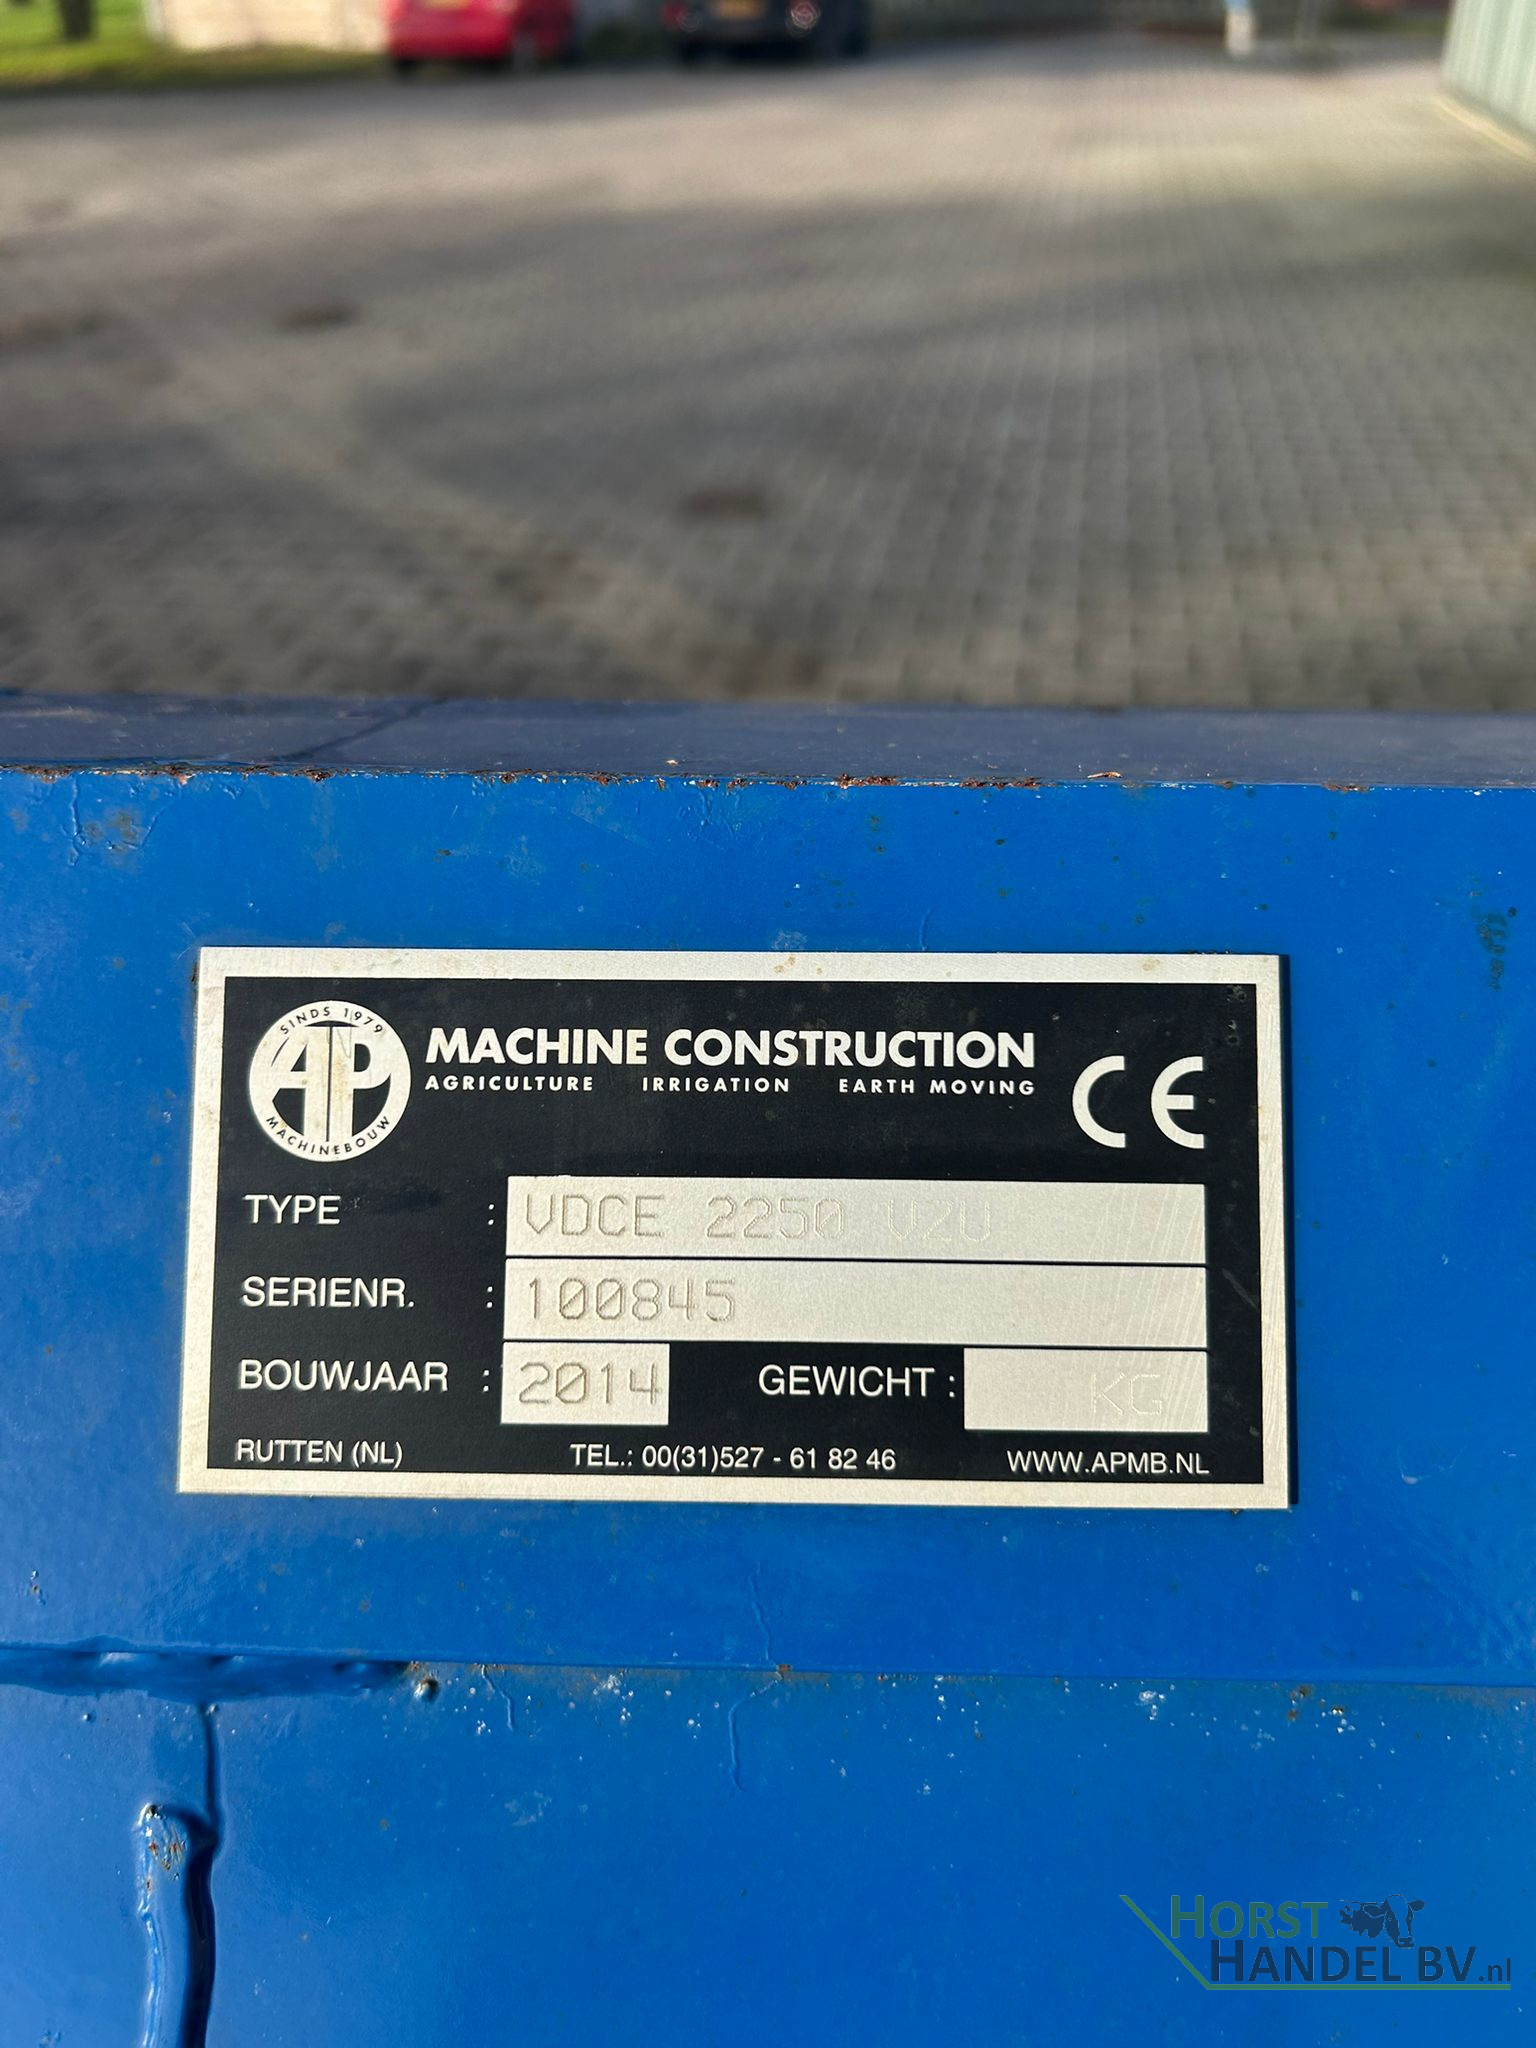 SINDS 1979
AP
MACHINEBOUW
MACHINE CONSTRUCTION
AGRICULTURE IRRIGATION EARTH MOVING
CE
TYPE : VDCE 2250 VZU
SERIENR. : 100845
BOUWJAAR : 2014 GEWICHT : KG
RUTTEN (NL) TEL.: 00(31)527 - 61 82 46 WWW.APMB.NL
HORST
HANDEL BV.nl